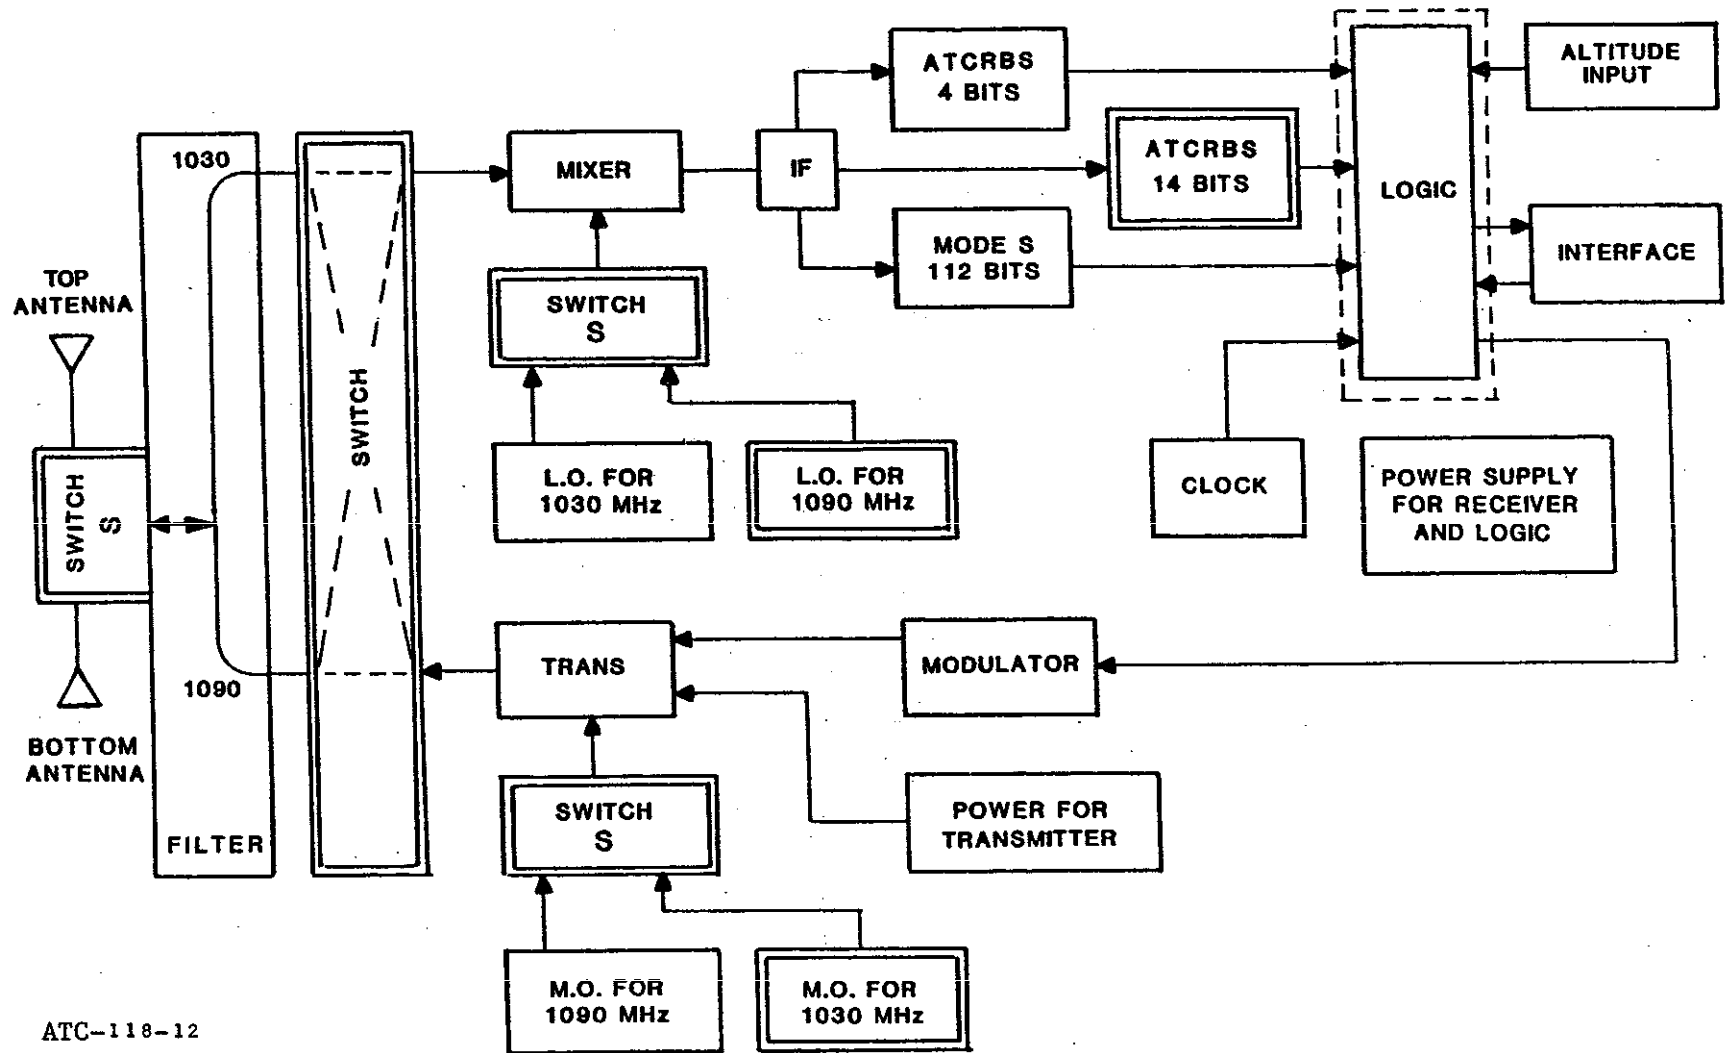 ATCRBS
4 BITS
ALTITUDE
INPUT
1030
MIXER
IF
ATCRBS
14 BITS
LOGIC
MODE S
112 BITS
INTERFACE
TOP
ANTENNA
SWITCH
S
SWITCH
SWITCH
S
L.O. FOR
1030 MHz
L.O. FOR
1090 MHz
CLOCK
POWER SUPPLY
FOR RECEIVER
AND LOGIC
TRANS
MODULATOR
1090
BOTTOM
ANTENNA
SWITCH
S
POWER FOR
TRANSMITTER
FILTER
M.O. FOR
1090 MHz
M.O. FOR
1030 MHz
ATC-118-12